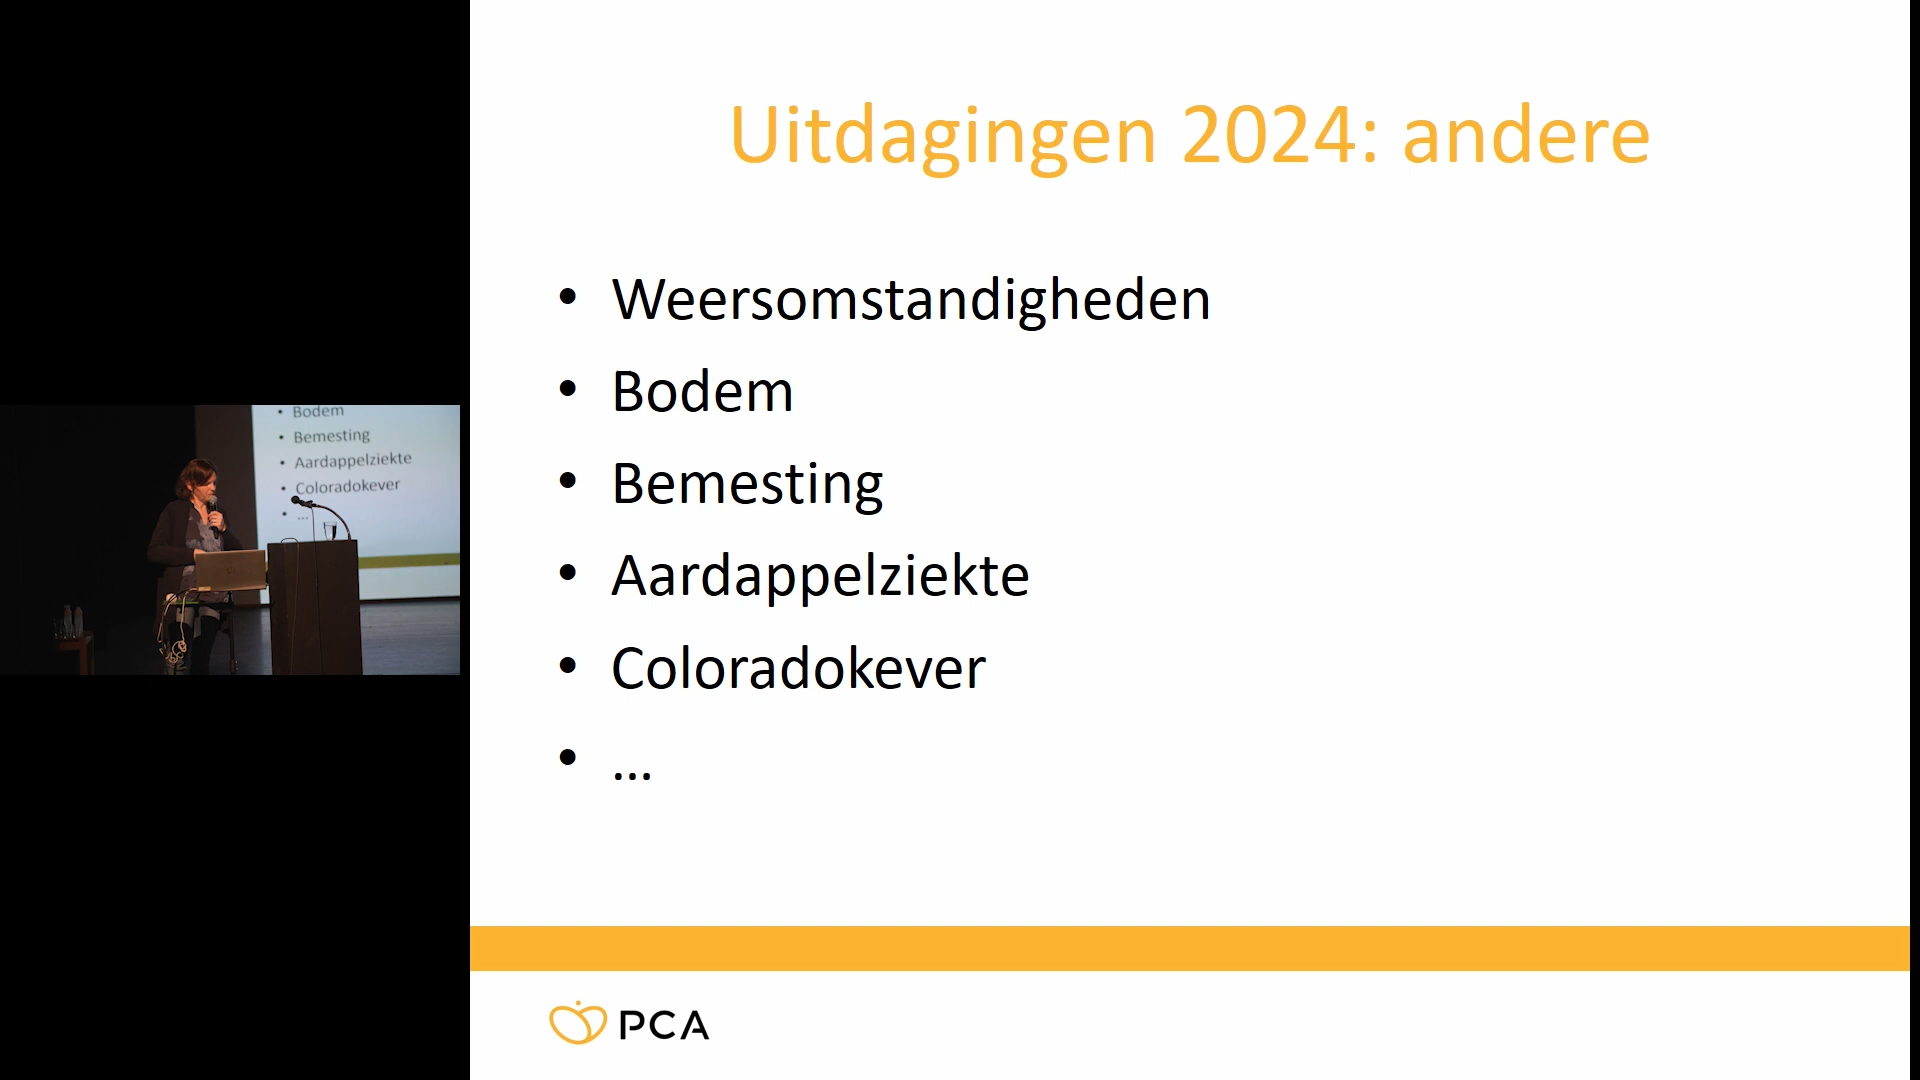 Uitdagingen 2024: andere
• Weersomstandigheden
• Bodem
• Bemesting
• Aardappelziekte
• Coloradokever
• ...
PCA
• Bodem
• Bemesting
• Aardappelziekte
• Coloradokever
• ...